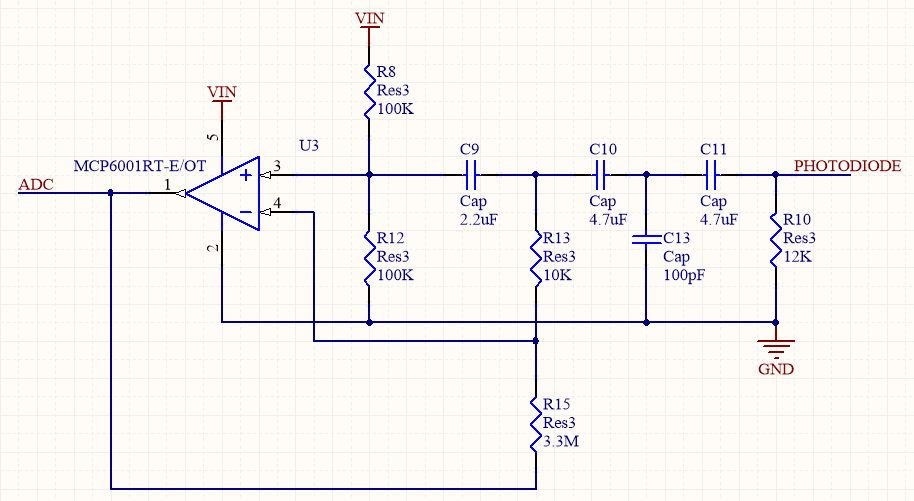 VIN
R8
Res3
100K
VIN
5
U3
MCP6001RT-E/OT
3
ADC
1
4
2
C9
Cap
2.2uF
C10
Cap
4.7uF
C11
Cap
4.7uF
PHOTODIODE
R12
Res3
100K
R13
Res3
10K
C13
Cap
100pF
R10
Res3
12K
GND
R15
Res3
3.3M